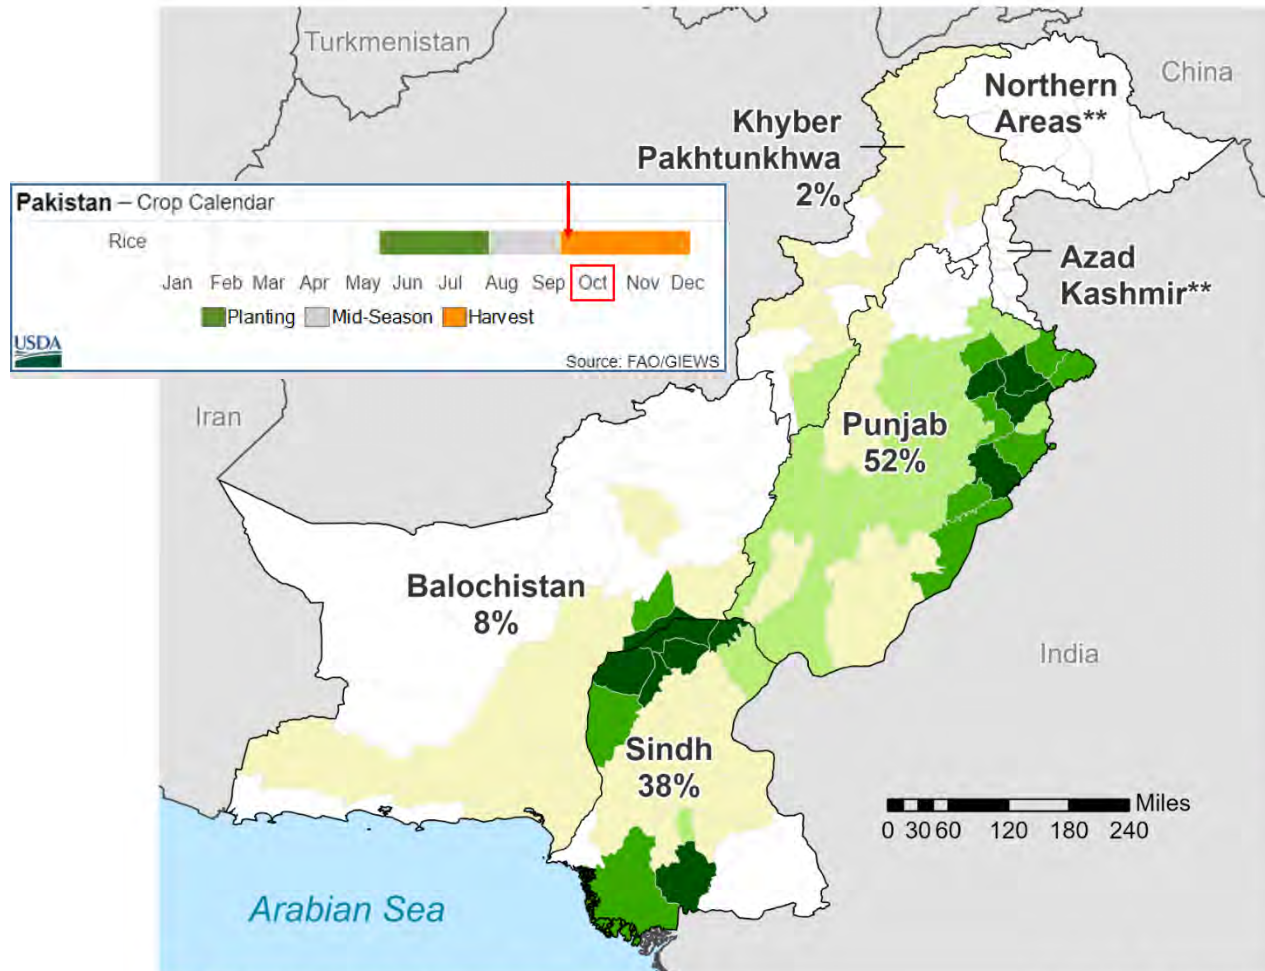 Turkmenistan
China
Northern
Areas**
Khyber
Pakhtunkhwa
2%
Pakistan – Crop Calendar
Rice
Jan Feb Mar Apr May Jun Jul Aug Sep Oct Nov Dec
Planting Mid-Season Harvest
USDA
Source: FAO/GIEWS
Azad
Kashmir**
Iran
Punjab
52%
Balochistan
8%
India
Sindh
38%
Miles
0 30 60 120 180 240
Arabian Sea